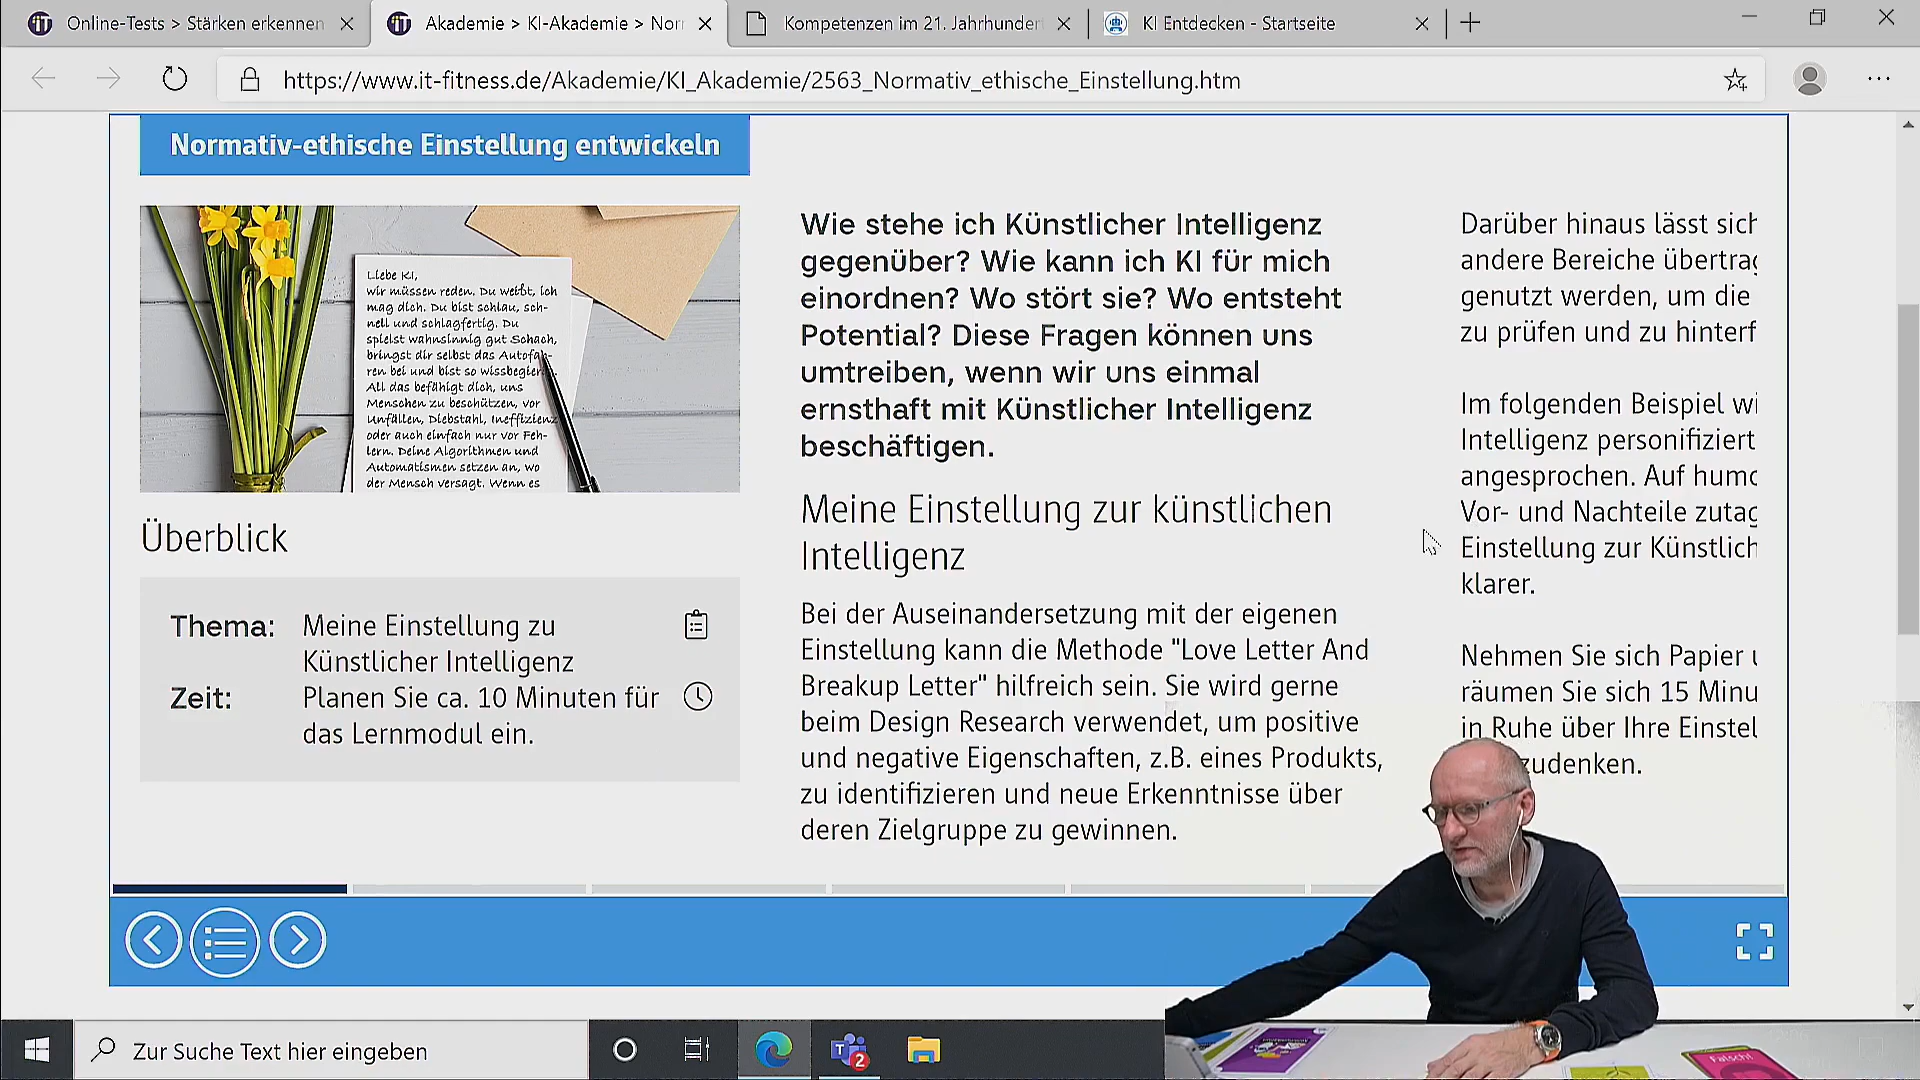 Online-Tests > Stärken erkennen
Akademie > KI-Akademie > Nor
Kompetenzen im 21. Jahrhunder
KI Entdecken - Startseite
https://www.it-fitness.de/Akademie/KI_Akademie/2563_Normativ_ethische_Einstellung.htm
Normativ-ethische Einstellung entwickeln
Liebe KI,
wir müssen reden. Du weißt, ich
mag dich. Du bist schlau, sch-
nell und schlagfertig. Du
spielst wahnsinnig gut Schach,
bringst dir selbst das Autofah-
ren bei und bist so wissbegier
All das befähigt dich, uns
Menschen zu beschützen, vor
Unfällen, Diebstahl, Ineffizienz
oder auch einfach nur vor Feh-
lern. Deine Algorithmen und
Automatismen setzen an, wo
der Mensch versagt. Wenn es
Überblick
Thema: Meine Einstellung zu
Künstlicher Intelligenz
Zeit: Planen Sie ca. 10 Minuten für
das Lernmodul ein.
Wie stehe ich Künstlicher Intelligenz
gegenüber? Wie kann ich KI für mich
einordnen? Wo stört sie? Wo entsteht
Potential? Diese Fragen können uns
umtreiben, wenn wir uns einmal
ernsthaft mit Künstlicher Intelligenz
beschäftigen.
Meine Einstellung zur künstlichen
Intelligenz
Bei der Auseinandersetzung mit der eigenen
Einstellung kann die Methode "Love Letter And
Breakup Letter" hilfreich sein. Sie wird gerne
beim Design Research verwendet, um positive
und negative Eigenschaften, z.B. eines Produkts,
zu identifizieren und neue Erkenntnisse über
deren Zielgruppe zu gewinnen.
Darüber hinaus lässt sich
andere Bereiche übertrag
genutzt werden, um die
zu prüfen und zu hinterf
Im folgenden Beispiel wi
Intelligenz personifiziert
angesprochen. Auf humo
Vor- und Nachteile zutag
Einstellung zur Künstlich
klarer.
Nehmen Sie sich Papier u
räumen Sie sich 15 Minu
in Ruhe über Ihre Einstel
zudenken.
Zur Suche Text hier eingeben
2
Falsch!